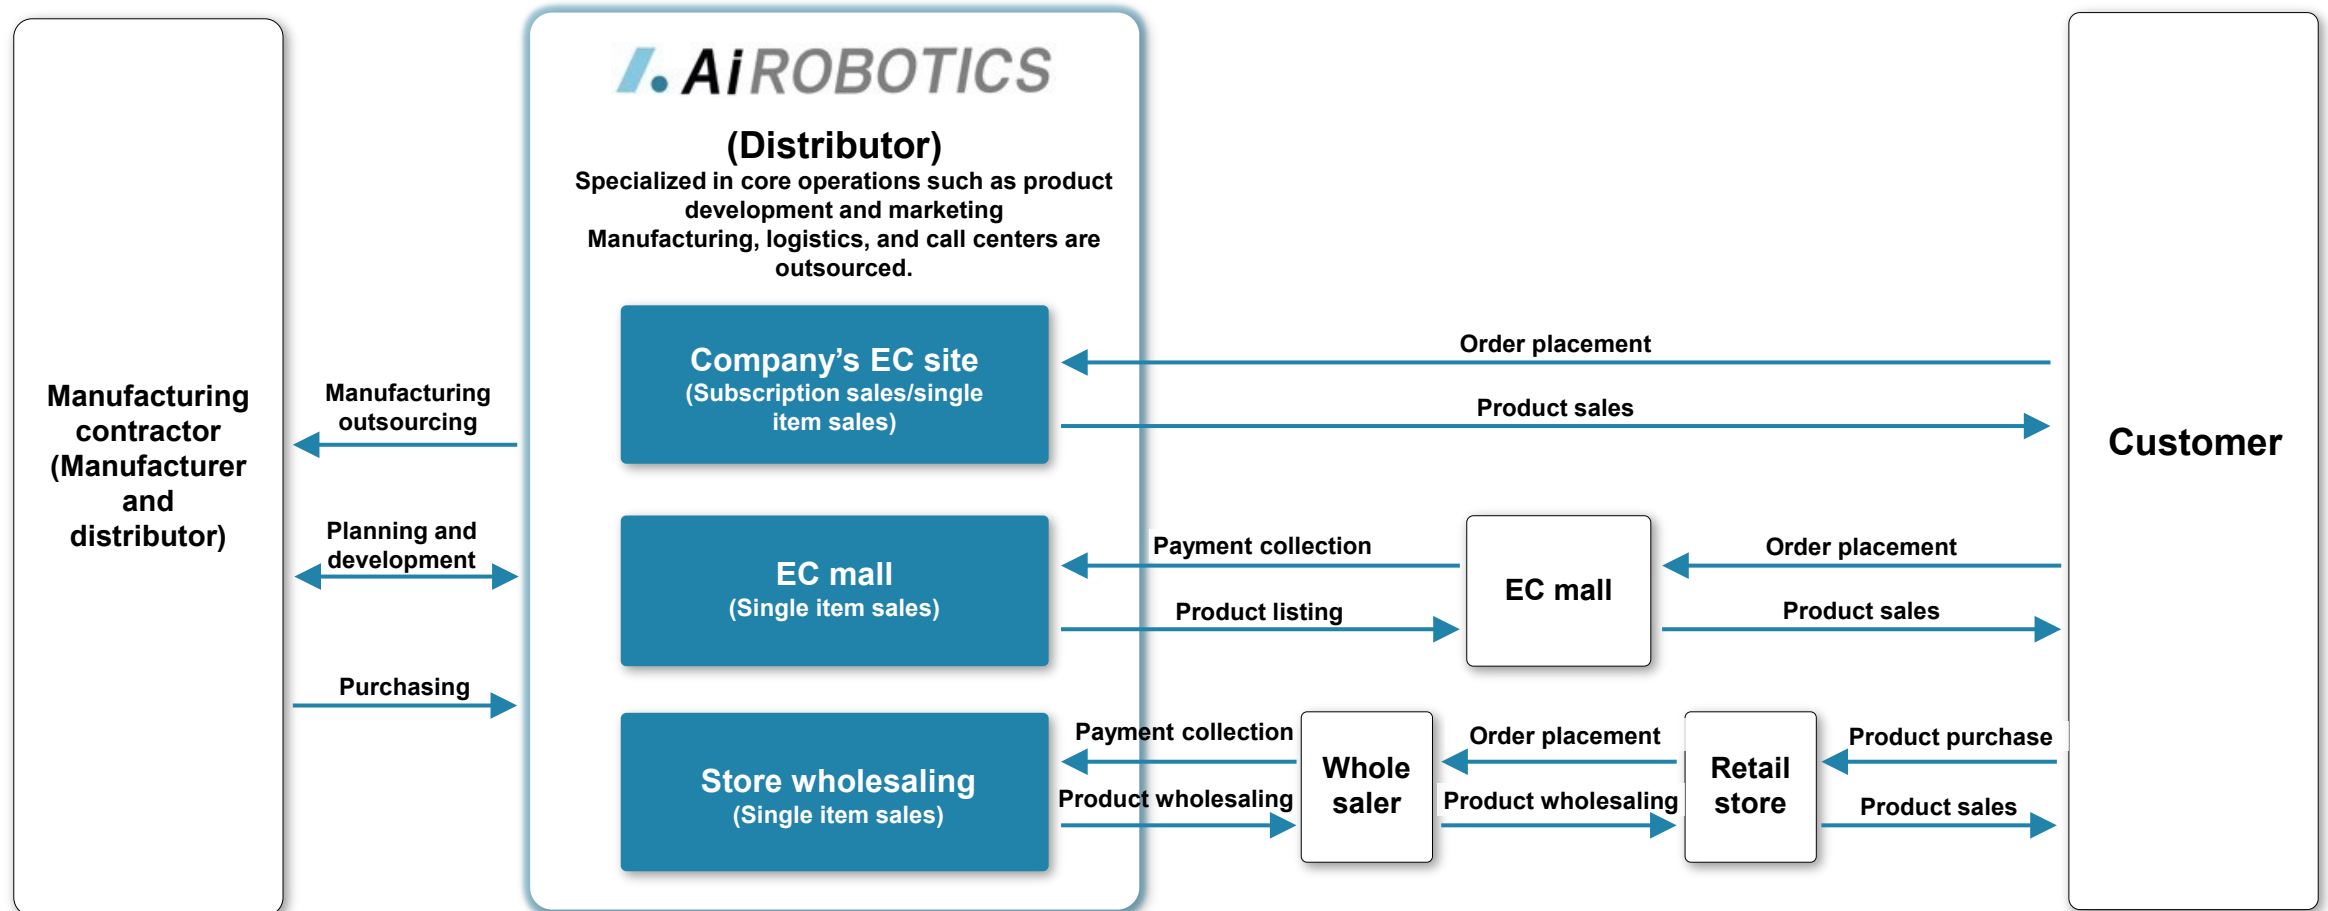 Manufacturing
contractor
(Manufacturer
and
distributor)
Manufacturing
outsourcing
Planning and
development
Purchasing
Ai ROBOTICS
(Distributor)
Specialized in core operations such as product
development and marketing
Manufacturing, logistics, and call centers are
outsourced.
Company’s EC site
(Subscription sales/single
item sales)
Order placement
Product sales
EC mall
(Single item sales)
Payment collection
Product listing
EC mall
Order placement
Product sales
Store wholesaling
(Single item sales)
Payment collection
Product wholesaling
Whole
saler
Order placement
Product wholesaling
Retail
store
Product purchase
Product sales
Customer